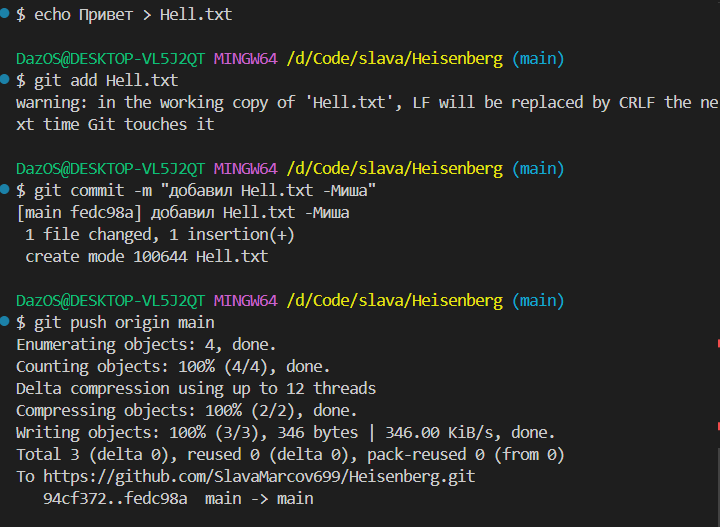 $ echo Привет > Hell.txt
DazOS@DESKTOP-VL5J2QT MINGW64 /d/Code/slava/Heisenberg (main)
$ git add Hell.txt
warning: in the working copy of 'Hell.txt', LF will be replaced by CRLF the ne
xt time Git touches it
DazOS@DESKTOP-VL5J2QT MINGW64 /d/Code/slava/Heisenberg (main)
$ git commit -m "добавил Hell.txt -Миша"
[main fedc98a] добавил Hell.txt -Миша
 1 file changed, 1 insertion(+)
 create mode 100644 Hell.txt
DazOS@DESKTOP-VL5J2QT MINGW64 /d/Code/slava/Heisenberg (main)
$ git push origin main
Enumerating objects: 4, done.
Counting objects: 100% (4/4), done.
Delta compression using up to 12 threads
Compressing objects: 100% (2/2), done.
Writing objects: 100% (3/3), 346 bytes | 346.00 KiB/s, done.
Total 3 (delta 0), reused 0 (delta 0), pack-reused 0 (from 0)
To https://github.com/SlavaMarcov699/Heisenberg.git
   94cf372..fedc98a  main -> main